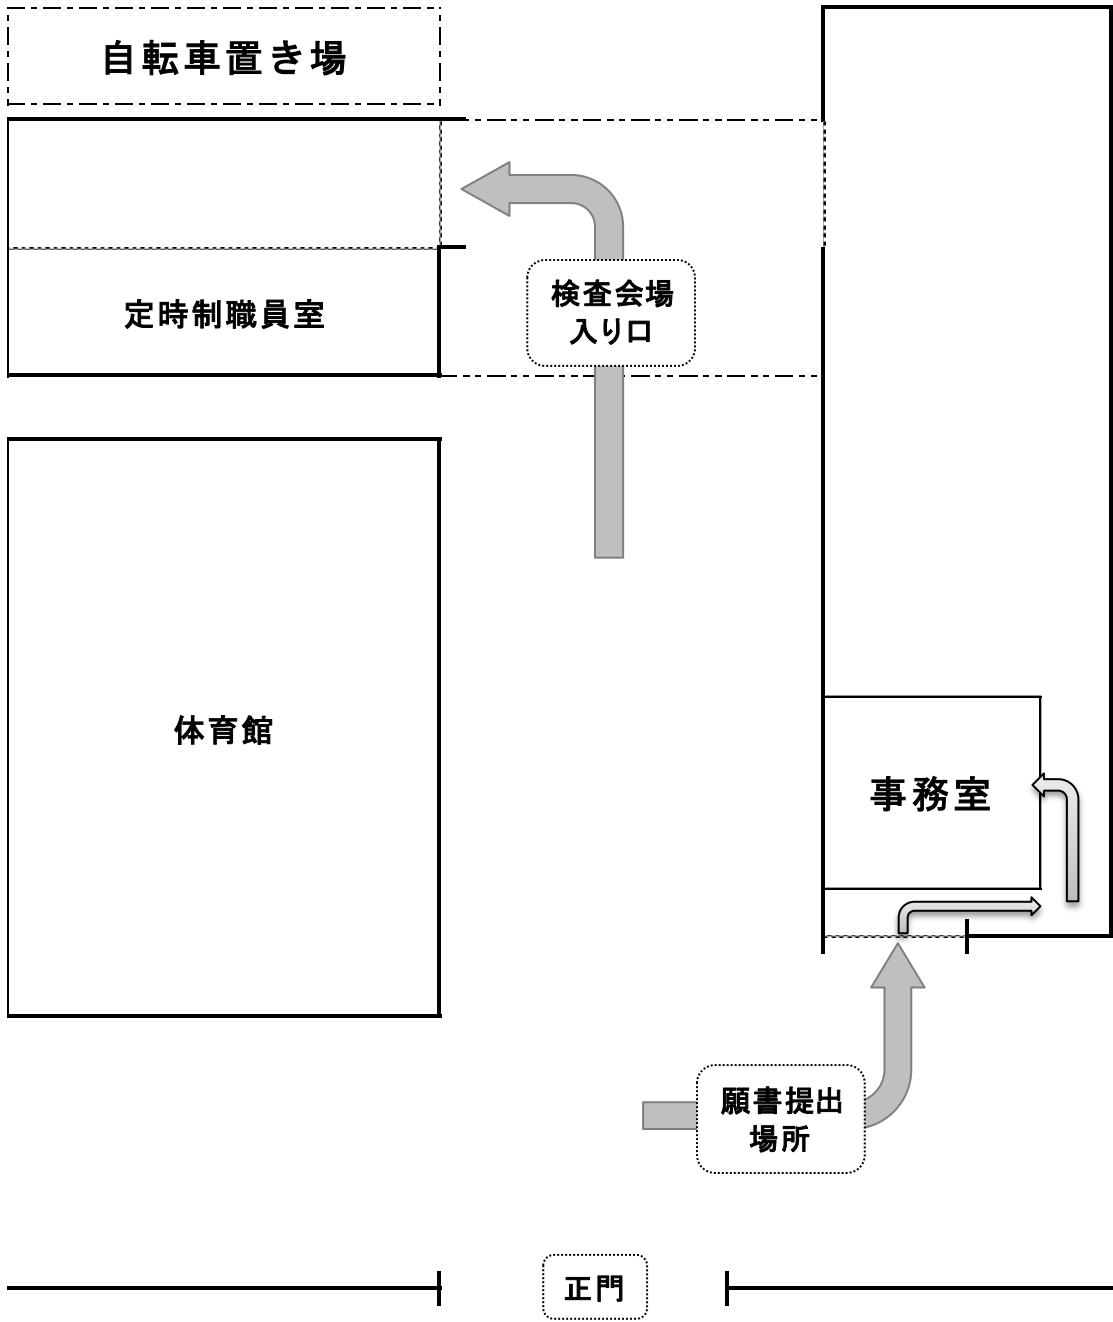 自転車置き場
検査会場
入り口
定時制職員室
体育館
事務室
願書提出
場所
正門